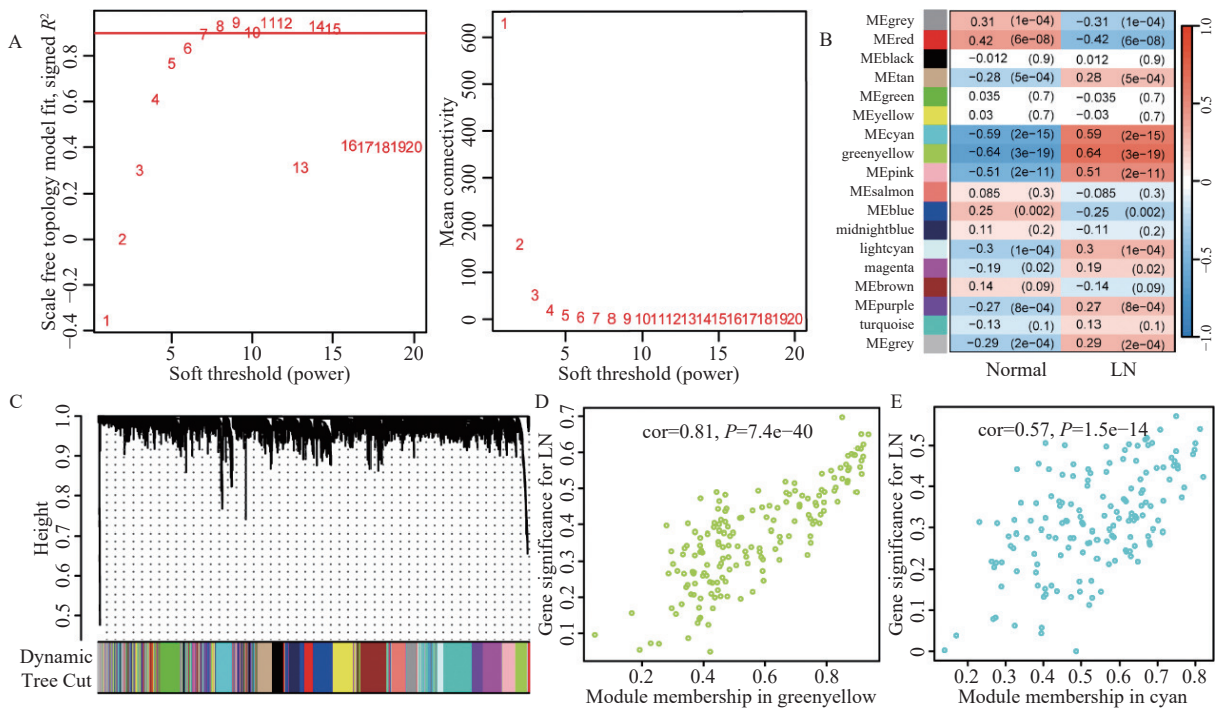 A
Scale free topology model fit, signed R²
0.8
0.6
0.4
0.2
0
−0.2
−0.4
1
2
3
4
5
6
7
8
9
10
11
12
13
14
15
16
17
18
19
20
5
10
15
20
Soft threshold (power)
Mean connectivity
600
500
400
300
200
100
0
1
2
3
4
5
6
7
8
9
10
11
12
13
14
15
16
17
18
19
20
5
10
15
20
Soft threshold (power)
B
MEgrey 0.31 (1e−04) −0.31 (1e−04)
MEred 0.42 (6e−08) −0.42 (6e−08)
MEblack −0.012 (0.9) 0.012 (0.9)
MEtan −0.28 (5e−04) 0.28 (5e−04)
MEgreen 0.035 (0.7) −0.035 (0.7)
MEyellow 0.03 (0.7) −0.03 (0.7)
MEcyan −0.59 (2e−15) 0.59 (2e−15)
greenyellow −0.64 (3e−19) 0.64 (3e−19)
MEpink −0.51 (2e−11) 0.51 (2e−11)
MEsalmon 0.085 (0.3) −0.085 (0.3)
MEblue 0.25 (0.002) −0.25 (0.002)
midnightblue 0.11 (0.2) −0.11 (0.2)
lightcyan −0.3 (1e−04) 0.3 (1e−04)
magenta −0.19 (0.02) 0.19 (0.02)
MEbrown 0.14 (0.09) −0.14 (0.09)
MEpurple −0.27 (8e−04) 0.27 (8e−04)
turquoise −0.13 (0.1) 0.13 (0.1)
MEgrey −0.29 (2e−04) 0.29 (2e−04)
Normal LN
1.0
0.5
0
−0.5
−1.0
C
Height
1.0
0.9
0.8
0.7
0.6
0.5
Dynamic
Tree Cut
D
cor=0.81, P=7.4e−40
Gene significance for LN
0.7
0.6
0.5
0.4
0.3
0.2
0.1
0.2 0.4 0.6 0.8
Module membership in greenyellow
E
cor=0.57, P=1.5e−14
Gene significance for LN
0.5
0.4
0.3
0.2
0.1
0
0.2 0.3 0.4 0.5 0.6 0.7 0.8
Module membership in cyan